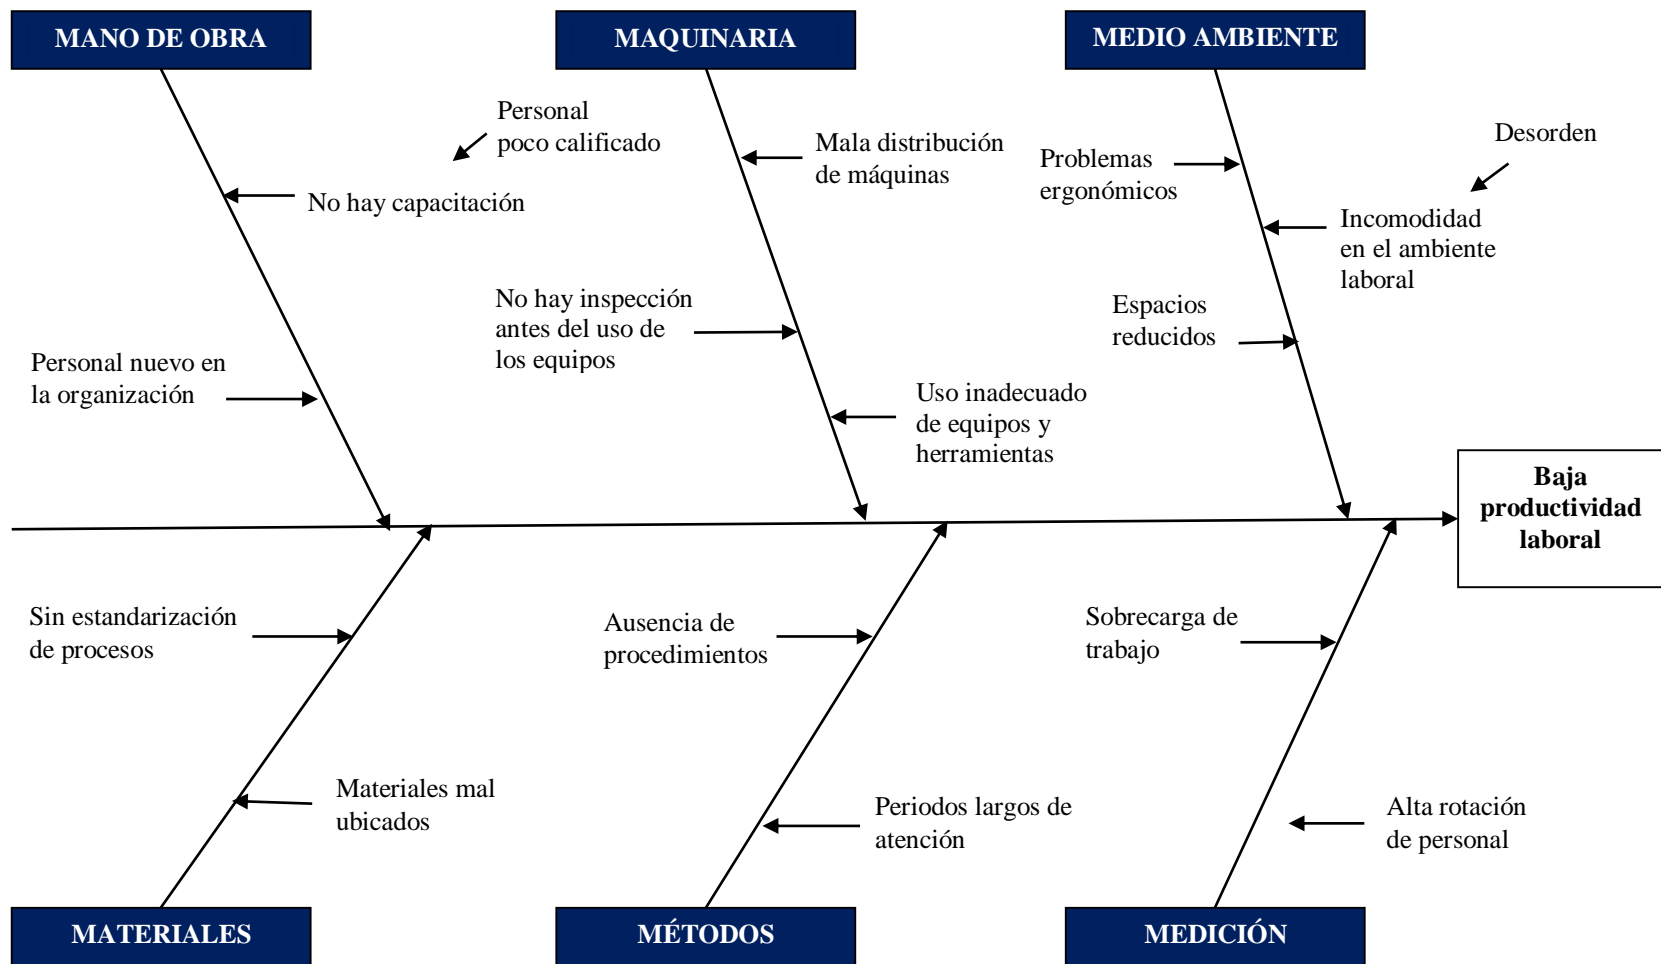 MANO DE OBRA
MAQUINARIA
MEDIO AMBIENTE
Personal
poco calificado
No hay capacitación
Personal nuevo en
la organización
Mala distribución
de máquinas
No hay inspección
antes del uso de
los equipos
Uso inadecuado
de equipos y
herramientas
Problemas
ergonómicos
Desorden
Incomodidad
en el ambiente
laboral
Espacios
reducidos
Baja
productividad
laboral
Sin estandarización
de procesos
Materiales mal
ubicados
Ausencia de
procedimientos
Periodos largos de
atención
Sobrecarga de
trabajo
Alta rotación
de personal
MATERIALES
MÉTODOS
MEDICIÓN